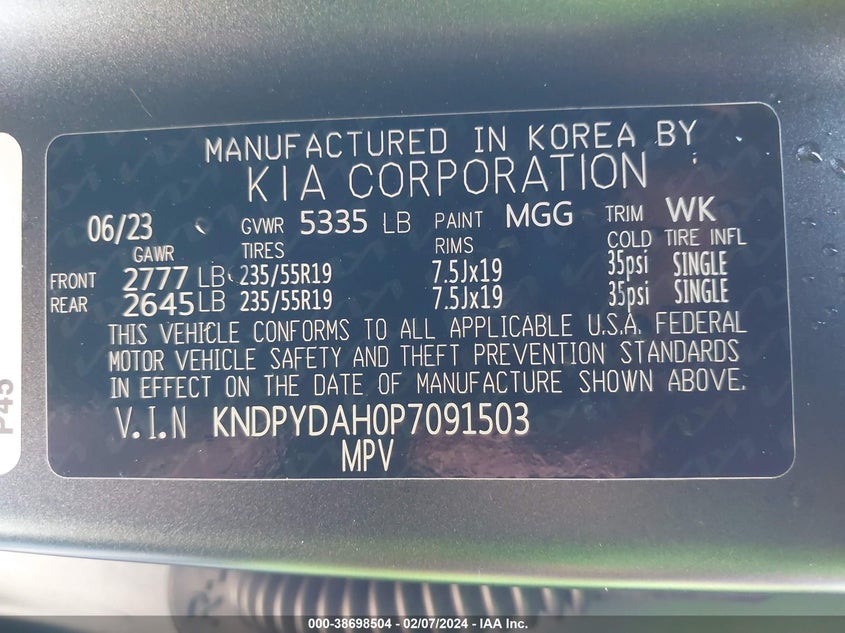 MANUFACTURED IN KOREA BY
KIA CORPORATION
06/23 GVWR 5335 LB PAINT MGG TRIM WK
GAWR TIRES RIMS COLD TIRE INFL
FRONT 2777 LB 235/55R19 7.5Jx19 35psi SINGLE
REAR 2645 LB 235/55R19 7.5Jx19 35psi SINGLE
THIS VEHICLE CONFORMS TO ALL APPLICABLE U.S.A. FEDERAL
MOTOR VEHICLE SAFETY AND THEFT PREVENTION STANDARDS
IN EFFECT ON THE DATE OF MANUFACTURE SHOWN ABOVE.
V.I.N KNDPYDAH0P7091503
MPV
P45
000-38698504 - 02/07/2024 - IAA Inc.